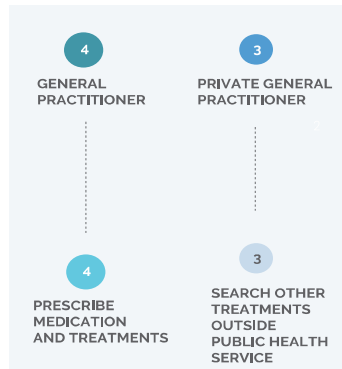 4
GENERAL
PRACTITIONER
3
PRIVATE GENERAL
PRACTITIONER
4
PRESCRIBE
MEDICATION
AND TREATMENTS
3
SEARCH OTHER
TREATMENTS
OUTSIDE
PUBLIC HEALTH
SERVICE